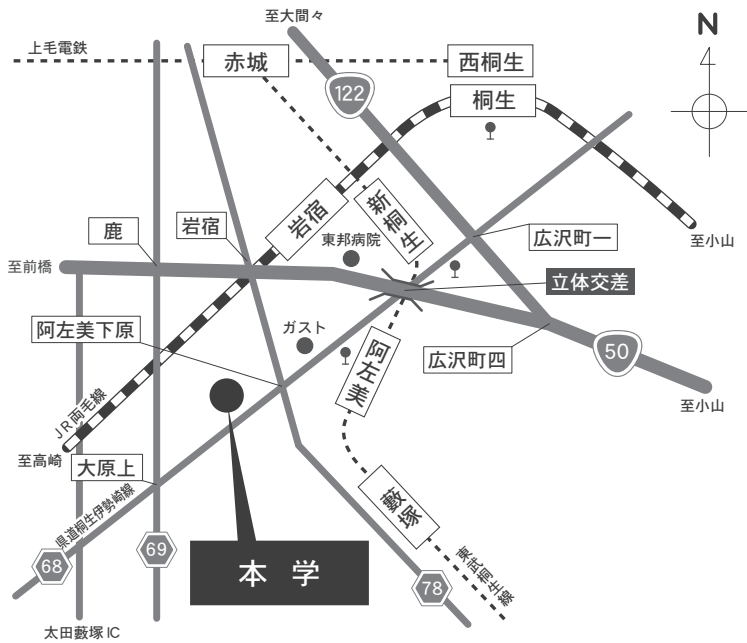 至大間々
N
上毛電鉄
赤城
西桐生
122
桐生
岩宿
新桐生
鹿
岩宿
東邦病院
広沢町一
至小山
至前橋
立体交差
阿左美下原
ガスト
阿左美
広沢町四
50
JR両毛線
至小山
至高崎
大原上
藪塚
県道桐生伊勢崎線
68
69
本学
78
東武桐生線
太田藪塚IC